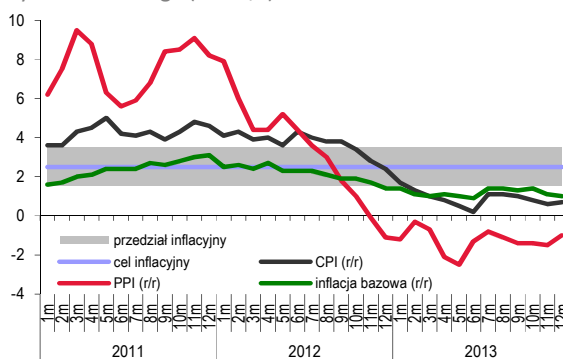 10
8
6
4
2
0
-2
-4
przedział inflacyjny
cel inflacyjny
CPI (r/r)
PPI (r/r)
inflacja bazowa (r/r)
1m 2m 3m 4m 5m 6m 7m 8m 9m 10m 11m 12m 1m 2m 3m 4m 5m 6m 7m 8m 9m 10m 11m 12m 1m 2m 3m 4m 5m 6m 7m 8m 9m 10m 11m 12m
2011 2012 2013